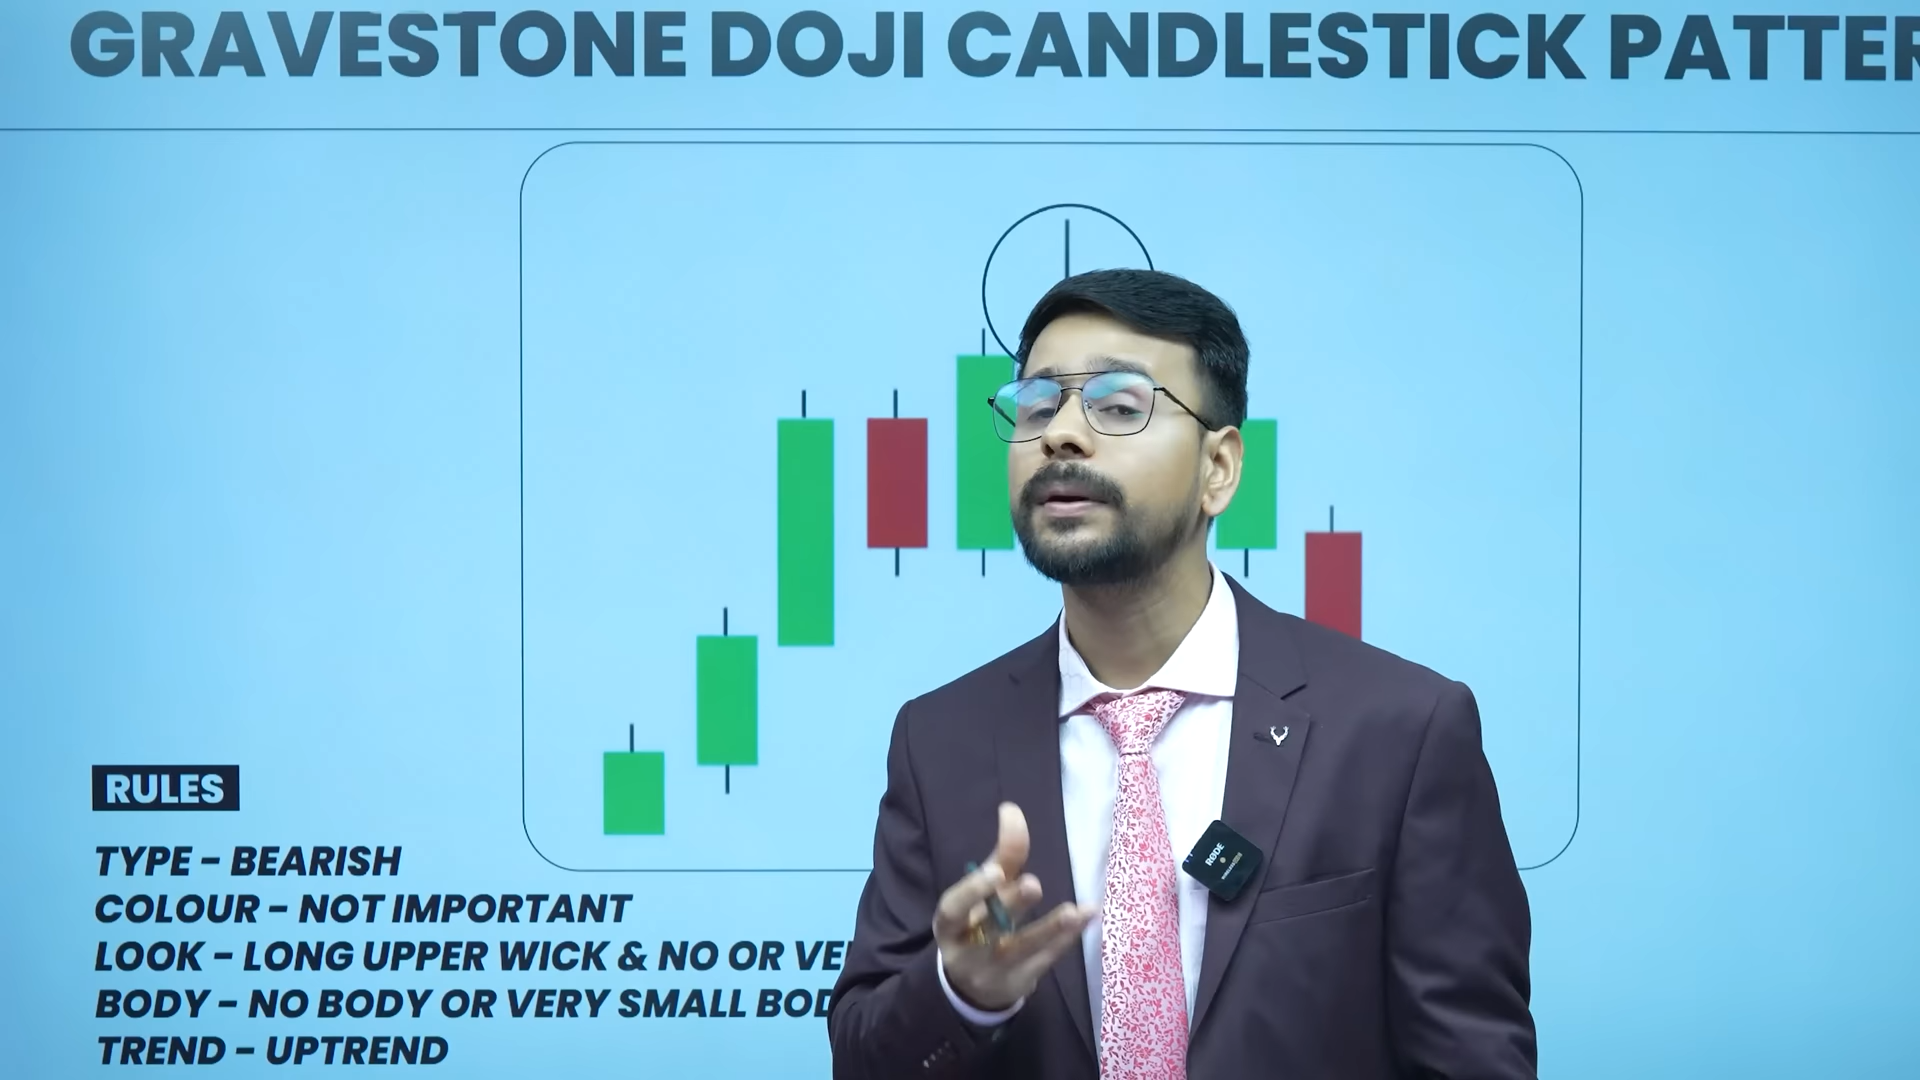 GRAVESTONE DOJI CANDLESTICK
RULES
TYPE - BEARISH
COLOUR - NOT IMPORTANT
LOOK - LONG UPPER WICK & NO OR
BODY - NO BODY OR VERY SMALL
TREND - UPTREND
RØDE